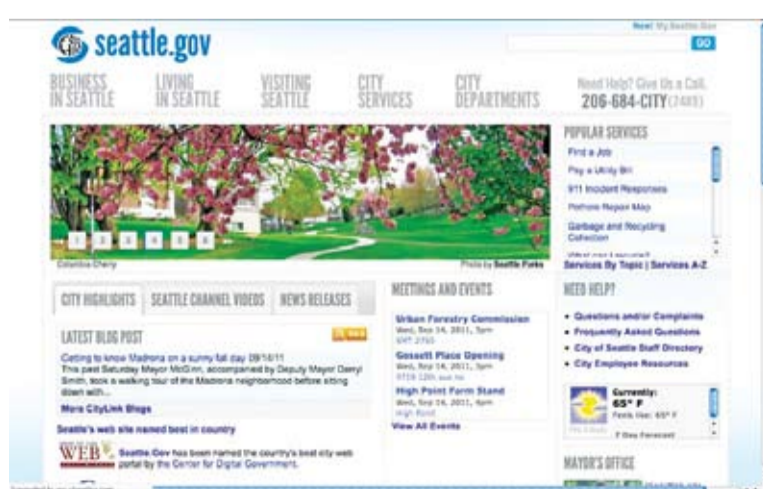 New! My.Seattle.Gov
seattle.gov
GO
BUSINESS IN SEATTLE
LIVING IN SEATTLE
VISITING SEATTLE
CITY SERVICES
CITY DEPARTMENTS
Need Help? Give Us a Call.
206-684-CITY (2489)
1 2 3 4 5 6
Columbia Cherry
Photo by Seattle Parks
POPULAR SERVICES
Find a Job
Pay a Utility Bill
911 Incident Responses
Pothole Repair Map
Garbage and Recycling
Collection
What can I recycle?
Services By Topic | Services A-Z
CITY HIGHLIGHTS
SEATTLE CHANNEL VIDEOS
NEWS RELEASES
LATEST BLOG POST
Getting to know Madrona on a sunny fall day 09/14/11
This past Saturday Mayor McGinn, accompanied by Deputy Mayor Darryl
Smith, took a walking tour of the Madrona neighborhood before sitting
down with...
More CityLink Blogs
Seattle's web site named best in country
WEB
Seattle.Gov has been named the country's best city web
portal by the Center for Digital Government.
MEETINGS AND EVENTS
Urban Forestry Commission
Wed, Sep 14, 2011, 3pm
Gossett Place Opening
Wed, Sep 14, 2011, 4pm
High Point Farm Stand
Wed, Sep 14, 2011, 4pm
High Point
View All Events
NEED HELP?
Questions and/or Complaints
Frequently Asked Questions
City of Seattle Staff Directory
City Employee Resources
Currently:
65° F
Feels like: 65° F
7 Day Forecast
MAYOR'S OFFICE